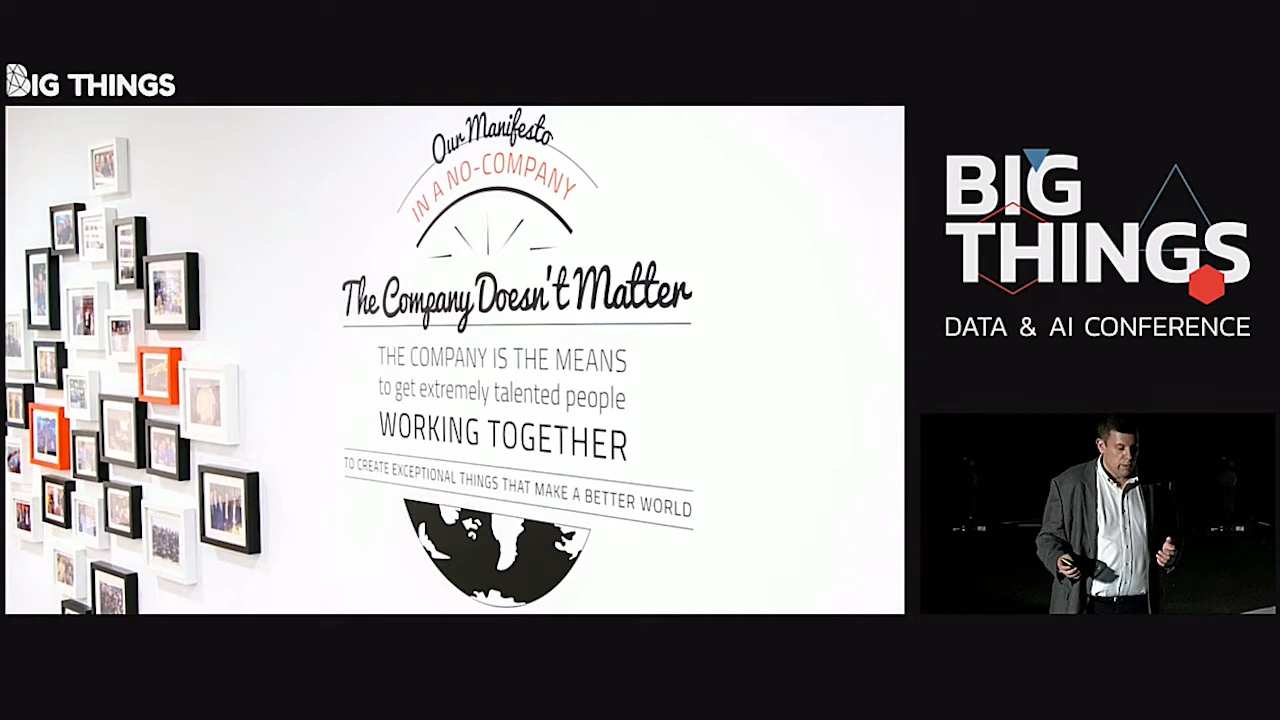 BIG THINGS
Our Manifesto
IN A NO-COMPANY
The Company Doesn't Matter
THE COMPANY IS THE MEANS
to get extremely talented people
WORKING TOGETHER
TO CREATE EXCEPTIONAL THINGS THAT MAKE A BETTER WORLD
BIG
THINGS
DATA & AI CONFERENCE